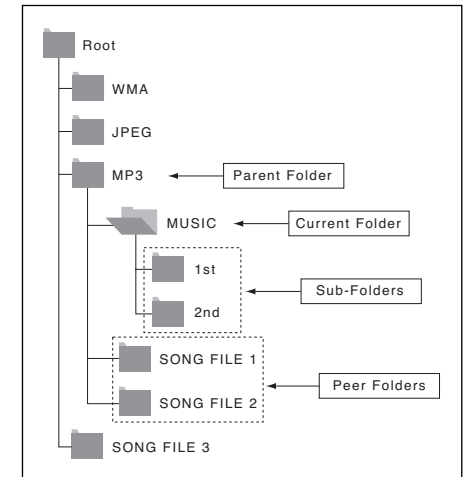 Root
WMA
JPEG
MP3
Parent Folder
MUSIC
Current Folder
1st
2nd
Sub-Folders
SONG FILE 1
SONG FILE 2
Peer Folders
SONG FILE 3